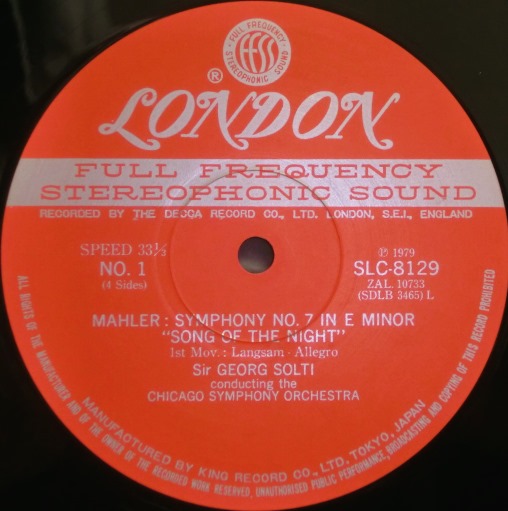 FULL FREQUENCY
ffss
STEREOPHONIC SOUND
®
LONDON
FULL FREQUENCY
STEREOPHONIC SOUND
RECORDED BY THE DECCA RECORD CO., LTD. LONDON, S.E.I., ENGLAND
SPEED 33⅓
NO. 1
(4 Sides)
℗ 1979
SLC-8129
ZAL. 10733
(SDLB 3465) L
MAHLER : SYMPHONY NO. 7 IN E MINOR
“SONG OF THE NIGHT”
1st Mov. : Langsam - Allegro
Sir GEORG SOLTI
conducting the
CHICAGO SYMPHONY ORCHESTRA
MANUFACTURED BY KING RECORD CO., LTD, TOKYO, JAPAN
ALL RIGHTS OF THE MANUFACTURER AND OF THE OWNER OF THE RECORDED WORK RESERVED, UNAUTHORISED PUBLIC PERFORMANCE, BROADCASTING AND COPYING OF THIS RECORD PROHIBITED